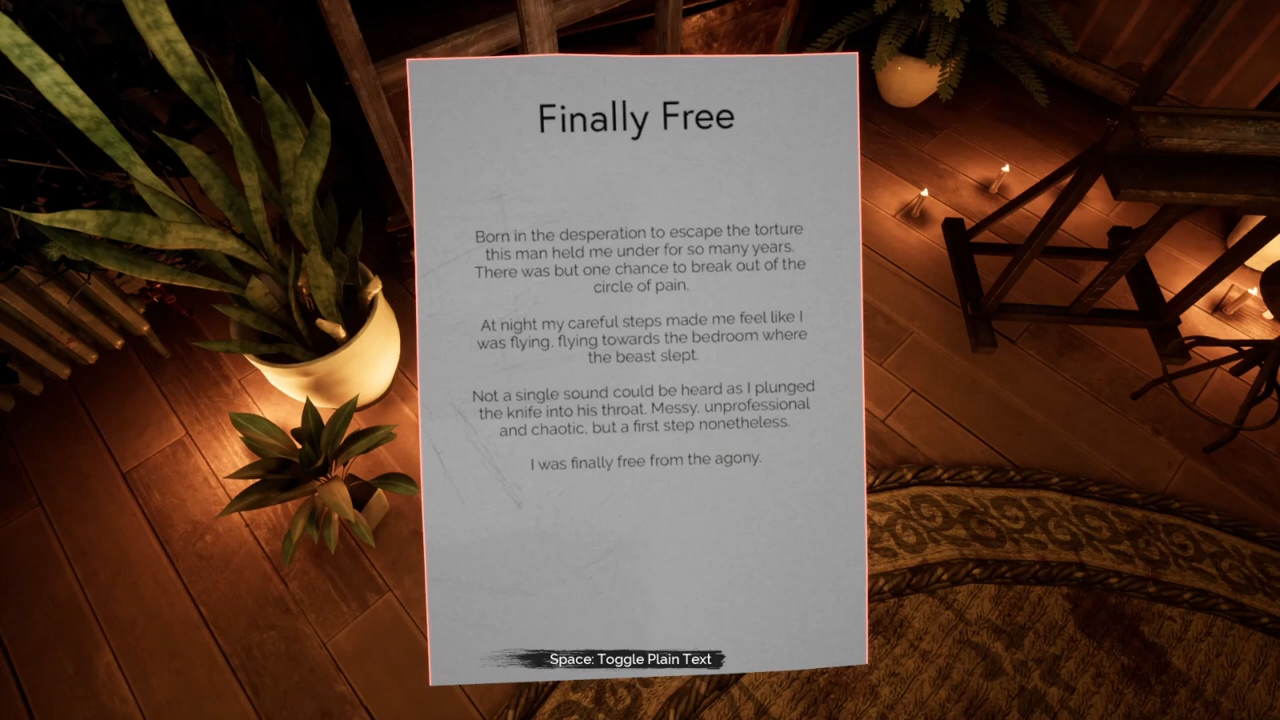 Finally Free
Born in the desperation to escape the torture
this man held me under for so many years.
There was but one chance to break out of the
circle of pain.
At night my careful steps made me feel like I
was flying, flying towards the bedroom where
the beast slept.
Not a single sound could be heard as I plunged
the knife into his throat. Messy, unprofessional
and chaotic, but a first step nonetheless.
I was finally free from the agony.
Space: Toggle Plain Text